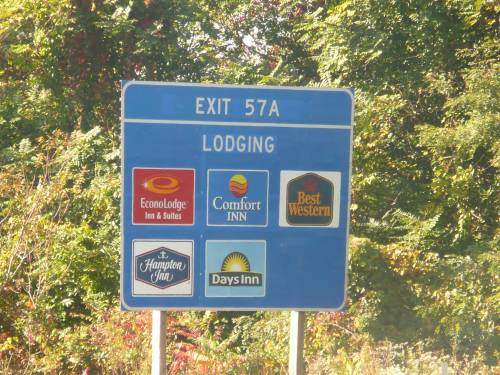 EXIT 57A
LODGING
EconoLodge
Inn & Suites
Comfort
INN
Best
Western
Hampton
Inn
Days Inn